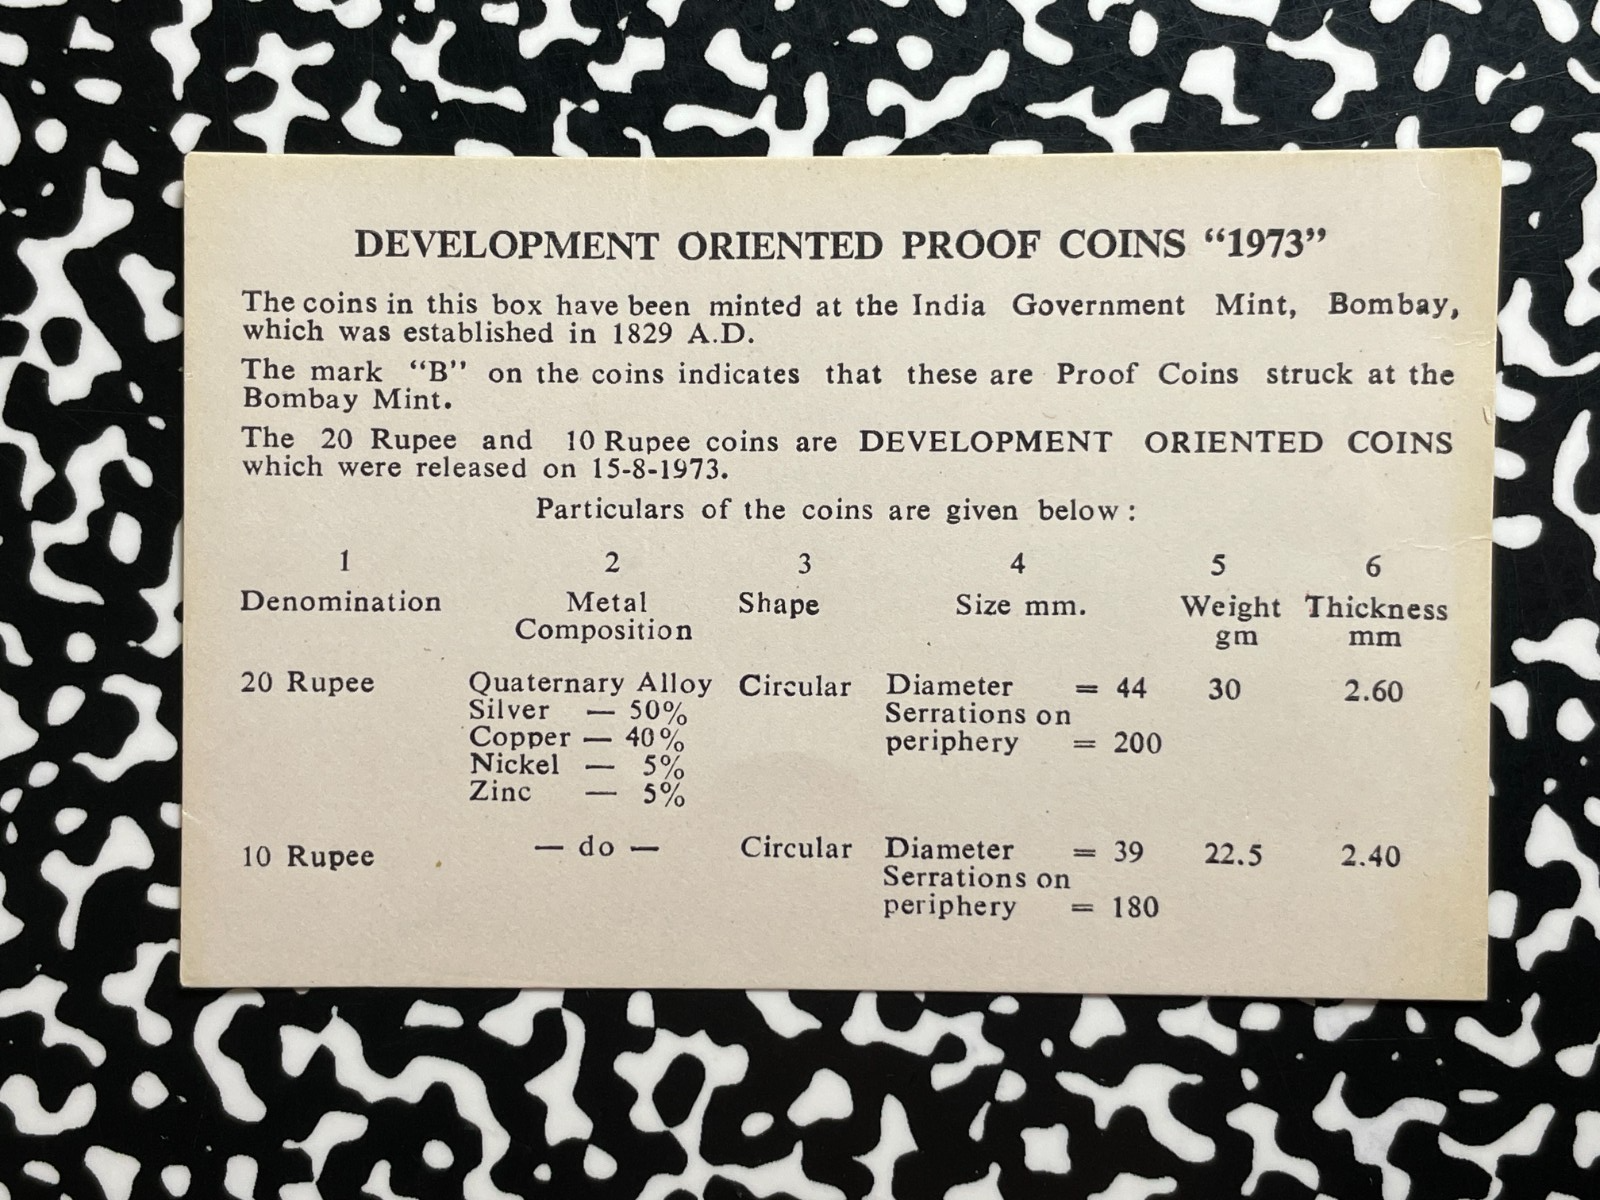 DEVELOPMENT ORIENTED PROOF COINS “1973”
The coins in this box have been minted at the India Government Mint, Bombay,
which was established in 1829 A.D.
The mark “B” on the coins indicates that these are Proof Coins struck at the
Bombay Mint.
The 20 Rupee and 10 Rupee coins are DEVELOPMENT ORIENTED COINS
which were released on 15-8-1973.
Particulars of the coins are given below :
1 2 3 4 5 6
Denomination Metal Shape Size mm. Weight Thickness
Composition gm mm
20 Rupee Quaternary Alloy Circular Diameter = 44 30 2.60
Silver — 50% Serrations on
Copper — 40% periphery = 200
Nickel — 5%
Zinc — 5%
10 Rupee — do — Circular Diameter = 39 22.5 2.40
Serrations on
periphery = 180